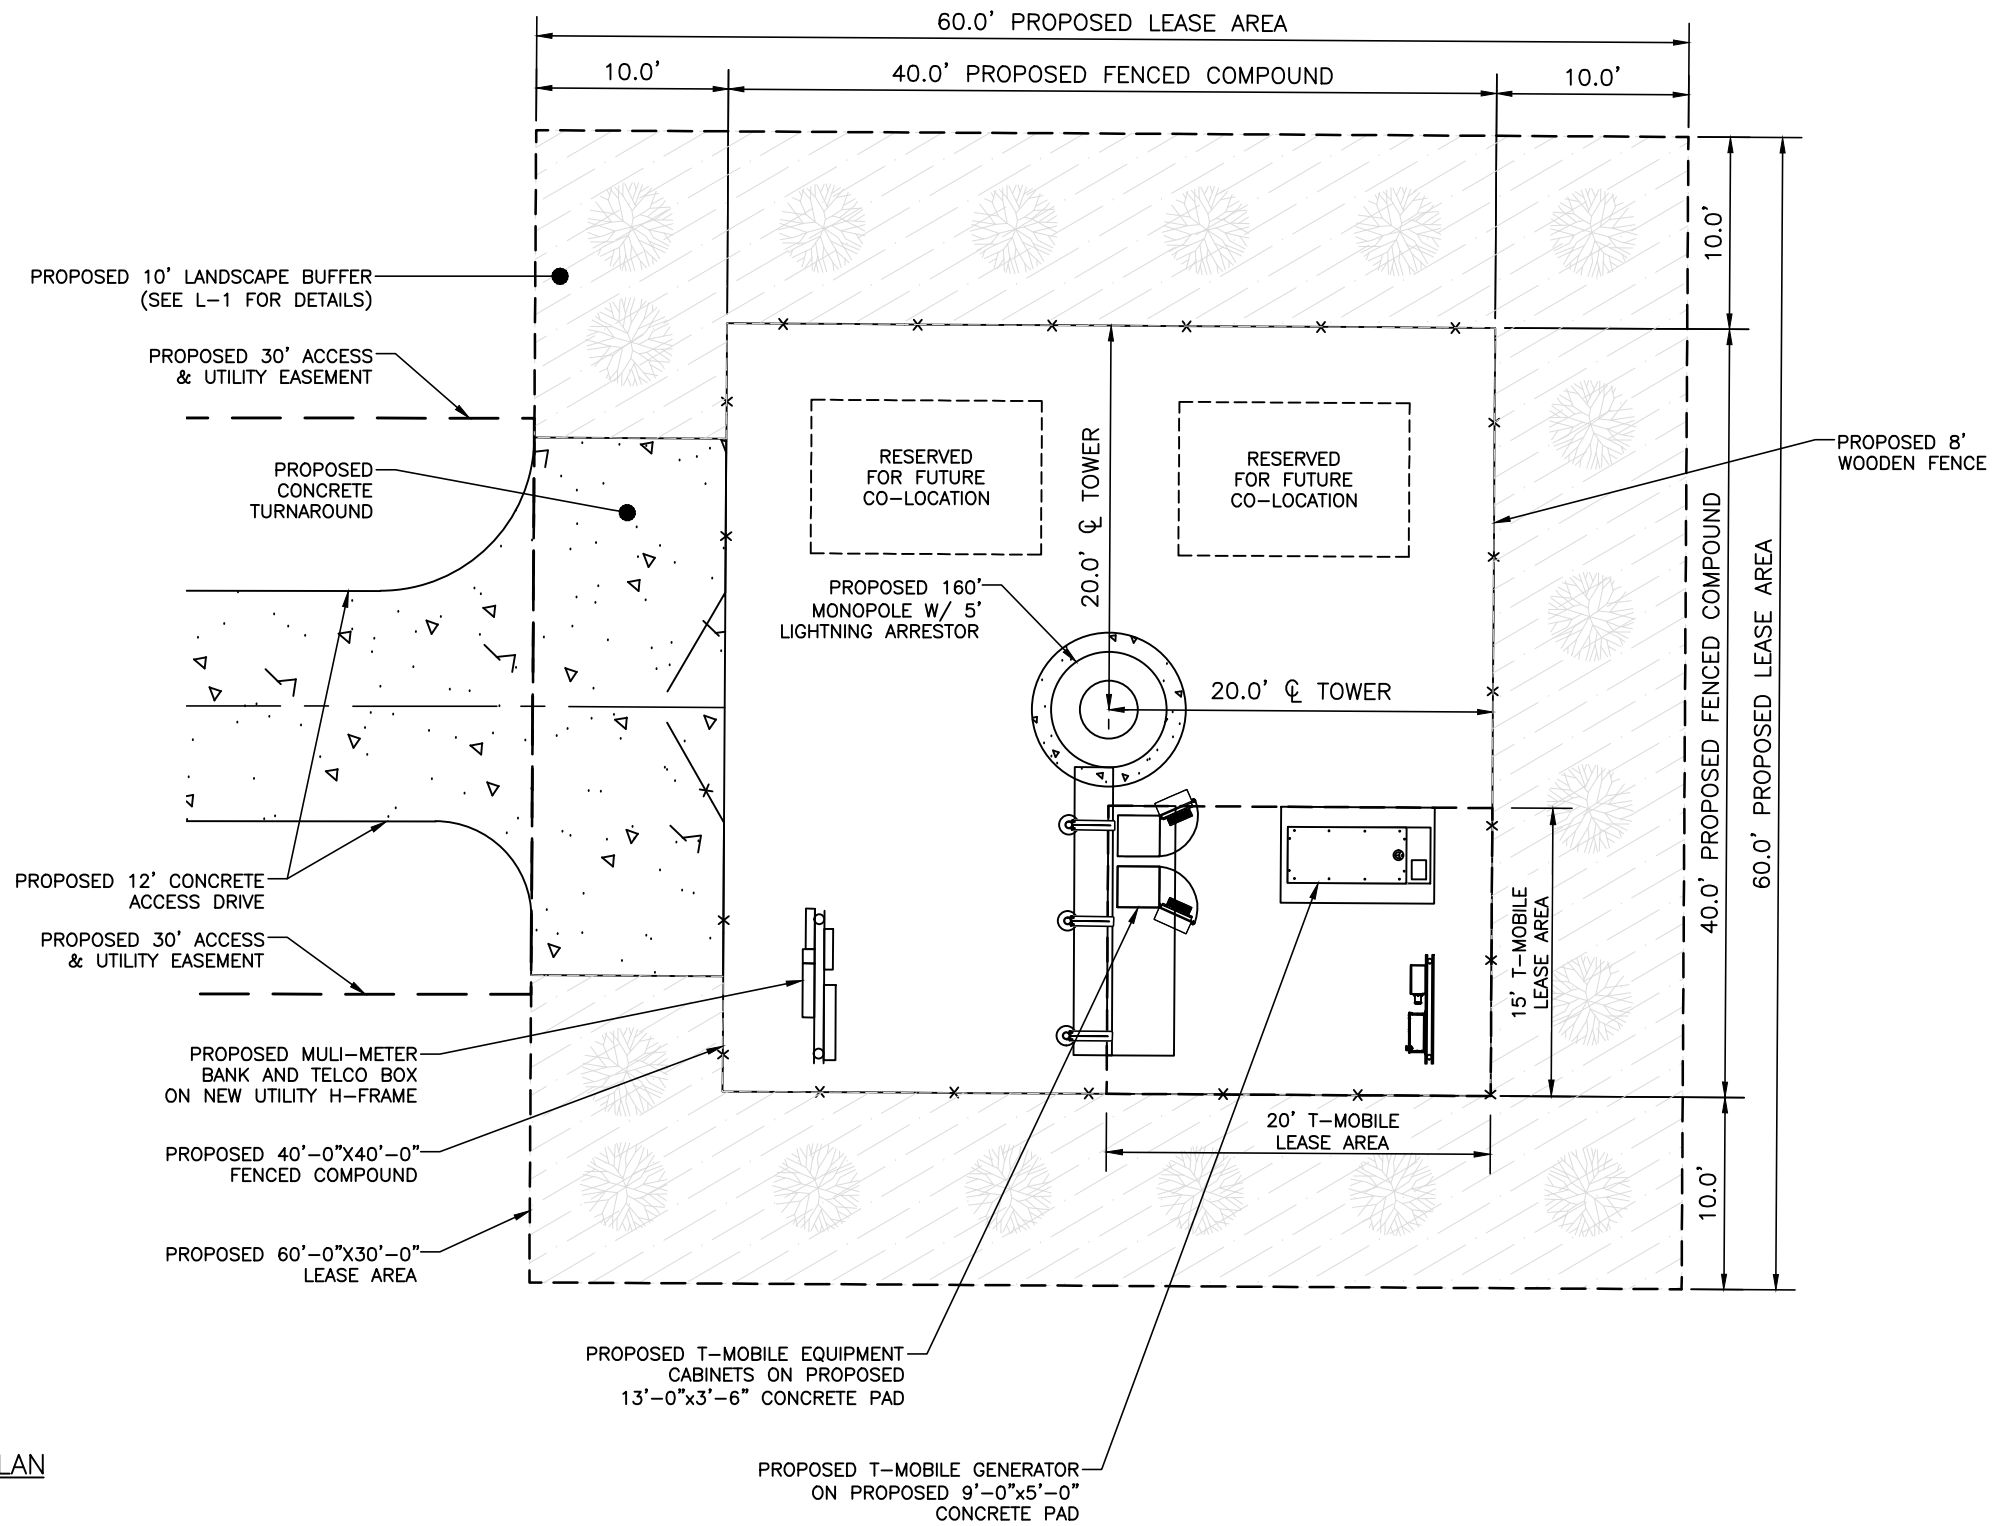 60.0' PROPOSED LEASE AREA
10.0'
40.0' PROPOSED FENCED COMPOUND
10.0'
10.0'
PROPOSED 10' LANDSCAPE BUFFER
(SEE L-1 FOR DETAILS)
PROPOSED 30' ACCESS
& UTILITY EASEMENT
PROPOSED
CONCRETE
TURNAROUND
RESERVED
FOR FUTURE
CO-LOCATION
RESERVED
FOR FUTURE
CO-LOCATION
20.0' ℄ TOWER
PROPOSED 8'
WOODEN FENCE
PROPOSED 160'
MONOPOLE W/ 5'
LIGHTNING ARRESTOR
20.0' ℄ TOWER
40.0' PROPOSED FENCED COMPOUND
60.0' PROPOSED LEASE AREA
PROPOSED 12' CONCRETE
ACCESS DRIVE
PROPOSED 30' ACCESS
& UTILITY EASEMENT
15' T-MOBILE
LEASE AREA
PROPOSED MULI-METER
BANK AND TELCO BOX
ON NEW UTILITY H-FRAME
20' T-MOBILE
LEASE AREA
PROPOSED 40'-0"X40'-0"
FENCED COMPOUND
10.0'
PROPOSED 60'-0"X30'-0"
LEASE AREA
PROPOSED T-MOBILE EQUIPMENT
CABINETS ON PROPOSED
13'-0"x3'-6" CONCRETE PAD
LAN
PROPOSED T-MOBILE GENERATOR
ON PROPOSED 9'-0"x5'-0"
CONCRETE PAD